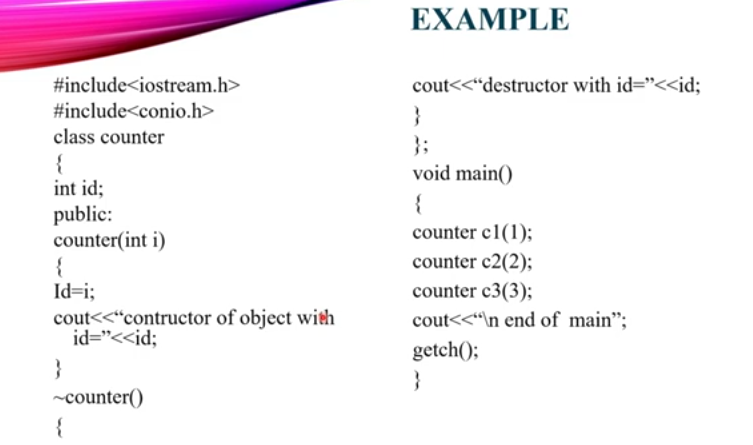 EXAMPLE
#include<iostream.h>
#include<conio.h>
class counter
{
int id;
public:
counter(int i)
{
Id=i;
cout<<“contructor of object with
id=”<<id;
}
~counter()
{
cout<<“destructor with id=”<<id;
}
};
void main()
{
counter c1(1);
counter c2(2);
counter c3(3);
cout<<“\n end of  main”;
getch();
}